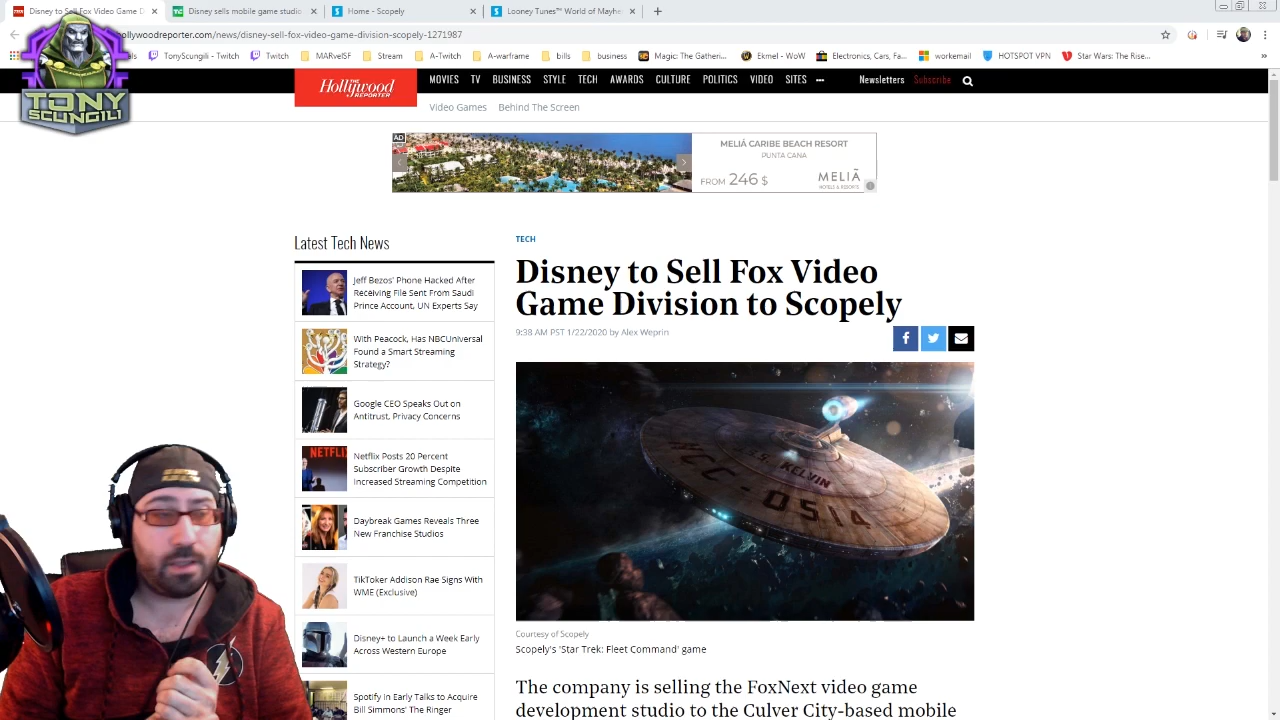 Disney to Sell Fox Video Game D
Disney sells mobile game studio
Home - Scopely
Looney Tunes™ World of Mayhe
ollywoodreporter.com/news/disney-sell-fox-video-game-division-scopely-1271987
TonyScungili - Twitch
Twitch
MARvelSF
Stream
A-Twitch
A-warframe
bills
business
Magic: The Gatheri...
Ekmel - WoW
Electronics, Cars, Fa...
workemail
HOTSPOT VPN
Star Wars: The Rise...
TONY
SCUNGILI
THE
Hollywood
REPORTER
MOVIES TV BUSINESS STYLE TECH AWARDS CULTURE POLITICS VIDEO SITES
Newsletters Subscribe
Video Games Behind The Screen
AD
MELIÁ CARIBE BEACH RESORT
PUNTA CANA
FROM 246 $
MELIÃ
HOTELS & RESORTS
Latest Tech News
Jeff Bezos' Phone Hacked After
Receiving File Sent From Saudi
Prince Account, UN Experts Say
With Peacock, Has NBCUniversal
Found a Smart Streaming
Strategy?
Google CEO Speaks Out on
Antitrust, Privacy Concerns
NETFLIX
Netflix Posts 20 Percent
Subscriber Growth Despite
Increased Streaming Competition
Daybreak Games Reveals Three
New Franchise Studios
TikToker Addison Rae Signs With
WME (Exclusive)
Disney+ to Launch a Week Early
Across Western Europe
Spotify in Early Talks to Acquire
Bill Simmons' The Ringer
TECH
Disney to Sell Fox Video
Game Division to Scopely
9:38 AM PST 1/22/2020 by Alex Weprin
KELVIN
NCC-0514
Courtesy of Scopely
Scopely's 'Star Trek: Fleet Command' game
The company is selling the FoxNext video game
development studio to the Culver City-based mobile